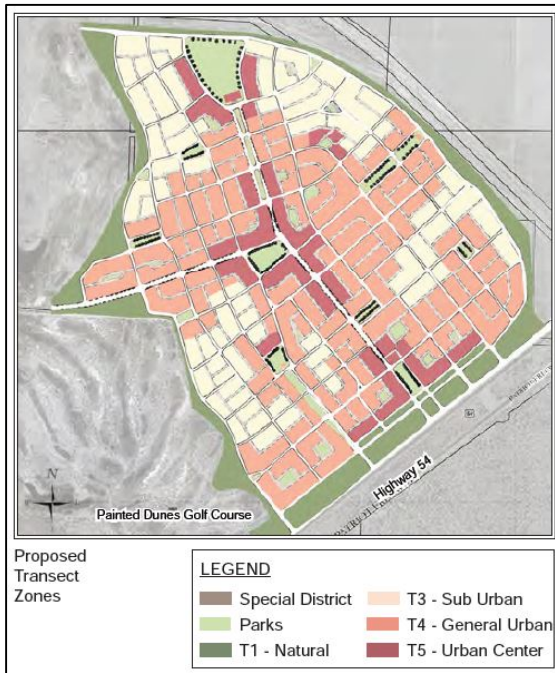 N
Painted Dunes Golf Course
Highway 54
Proposed
Transect
Zones
LEGEND
Special District
Parks
T1 - Natural
T3 - Sub Urban
T4 - General Urban
T5 - Urban Center